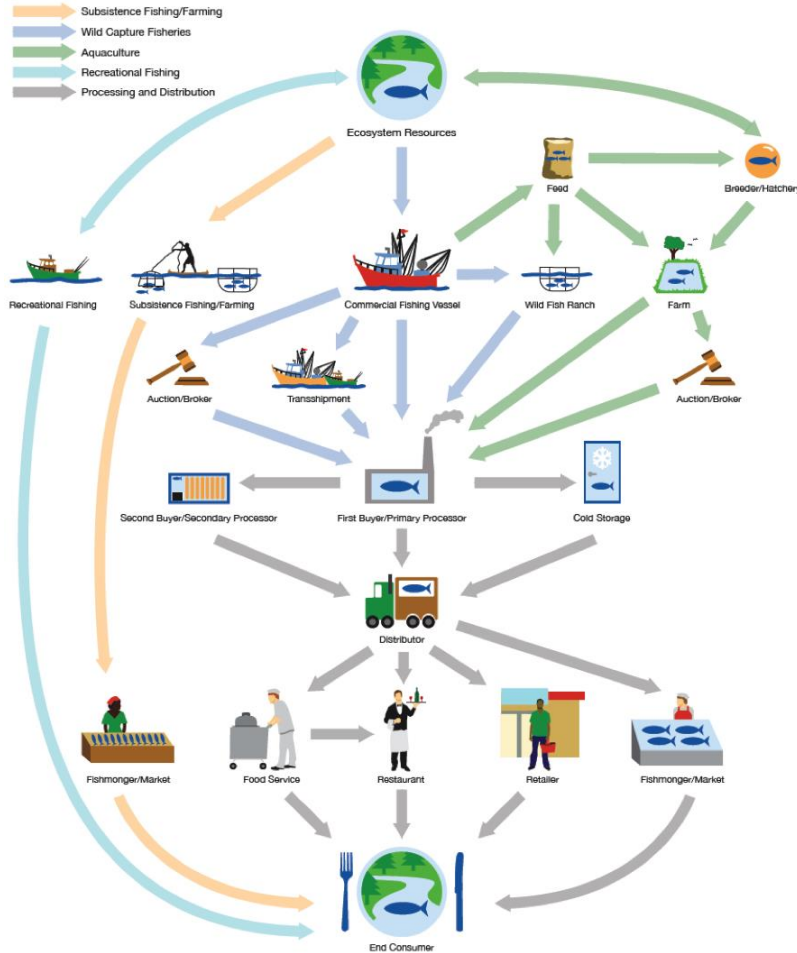 Subsistence Fishing/Farming
Wild Capture Fisheries
Aquaculture
Recreational Fishing
Processing and Distribution
Ecosystem Resources
Feed
Breeder/Hatchery
Recreational Fishing
Subsistence Fishing/Farming
Commercial Fishing Vessel
Wild Fish Ranch
Farm
Auction/Broker
Transshipment
Auction/Broker
Second Buyer/Secondary Processor
First Buyer/Primary Processor
Cold Storage
Distributor
Fishmonger/Market
Food Service
Restaurant
Retailer
Fishmonger/Market
End Consumer